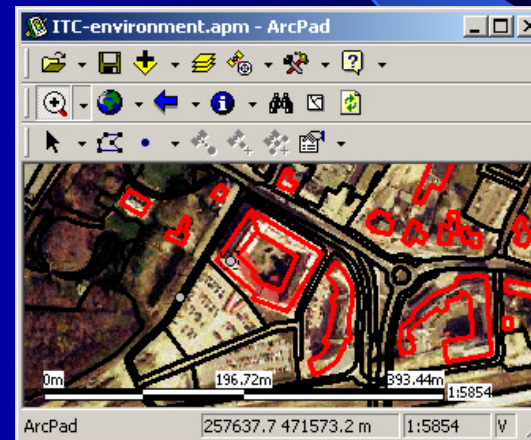 ITC-environment.apm - ArcPad
0m 196.72m 393.44m
1:5854
ArcPad 257637.7 471573.2 m 1:5854 V